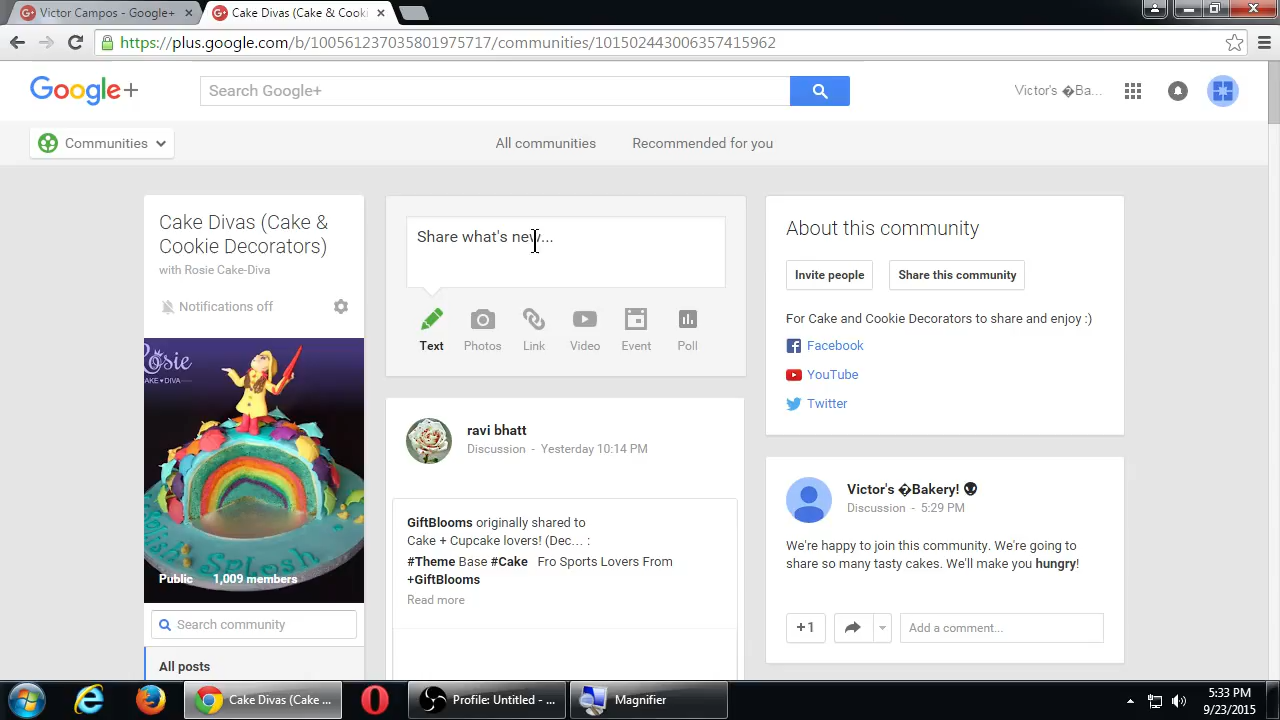 Victor Campos - Google+
Cake Divas (Cake & Cooki
https://plus.google.com/b/100561237035801975717/communities/101502443006357415962
Google+
Search Google+
Victor's �Ba...
Communities
All communities
Recommended for you
Cake Divas (Cake &
Cookie Decorators)
with Rosie Cake-Diva
Notifications off
Rosie
CAKE DIVA
Public 1,009 members
Search community
All posts
Share what's new...
Text Photos Link Video Event Poll
ravi bhatt
Discussion - Yesterday 10:14 PM
GiftBlooms originally shared to
Cake + Cupcake lovers! (Dec... :
#Theme Base #Cake Fro Sports Lovers From
+GiftBlooms
Read more
About this community
Invite people
Share this community
For Cake and Cookie Decorators to share and enjoy :)
Facebook
YouTube
Twitter
Victor's �Bakery!
Discussion - 5:29 PM
We're happy to join this community. We're going to
share so many tasty cakes. We'll make you hungry!
+1
Add a comment...
Cake Divas (Cake ...
Profile: Untitled - ...
Magnifier
5:33 PM
9/23/2015